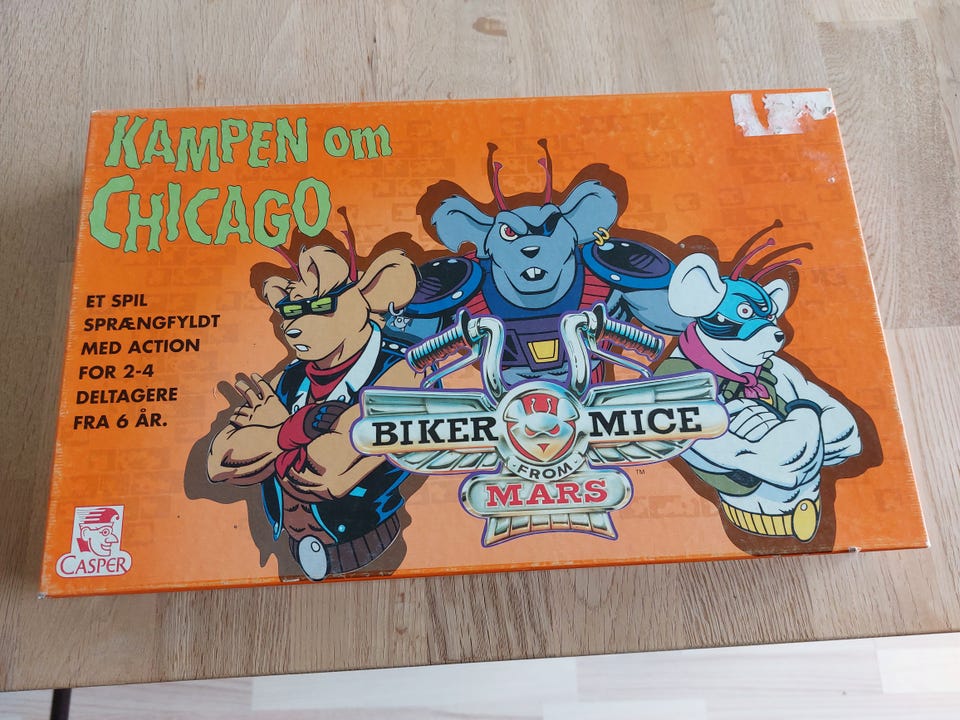 KAMPEN om
CHICAGO
ET SPIL
SPRÆNGFYLDT
MED ACTION
FOR 2-4
DELTAGERE
FRA 6 ÅR.
BIKER MICE
FROM
MARS
TM
CASPER